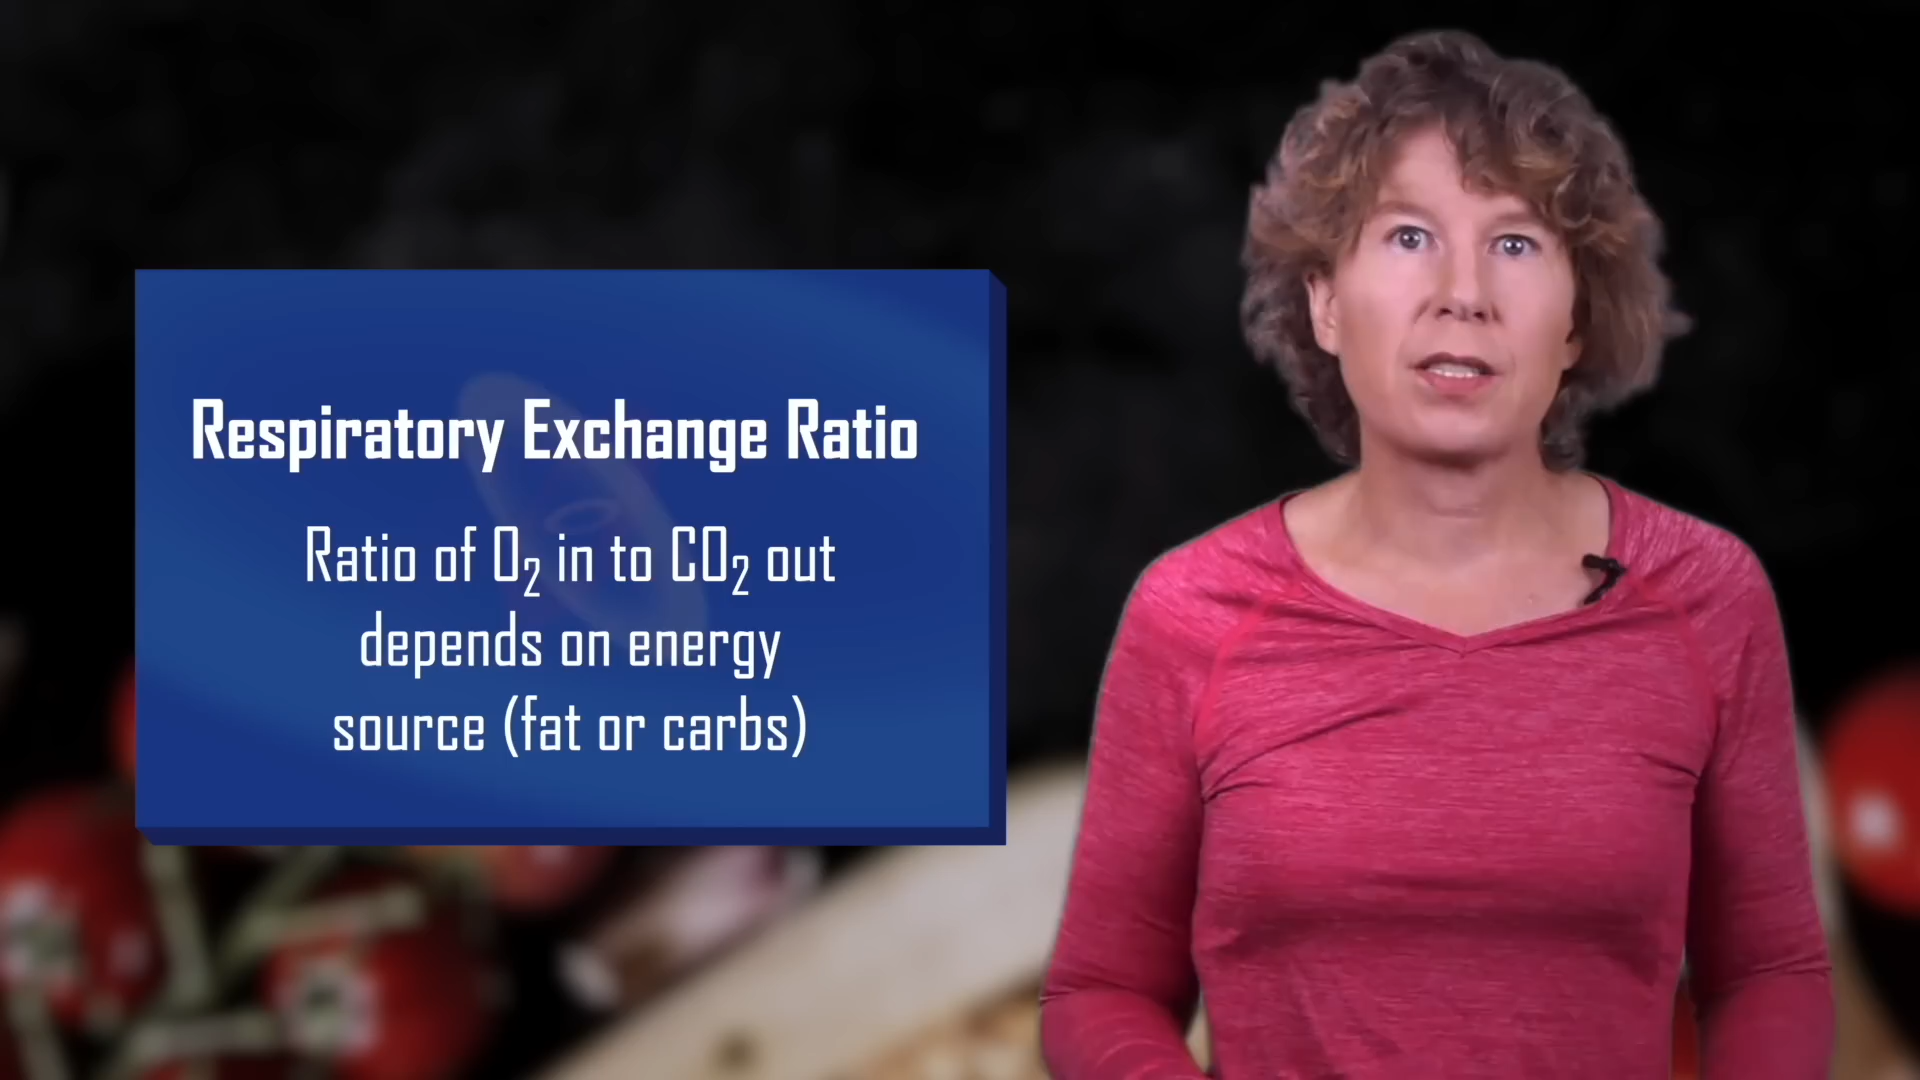 Respiratory Exchange Ratio
Ratio of O₂ in to CO₂ out
depends on energy
source (fat or carbs)